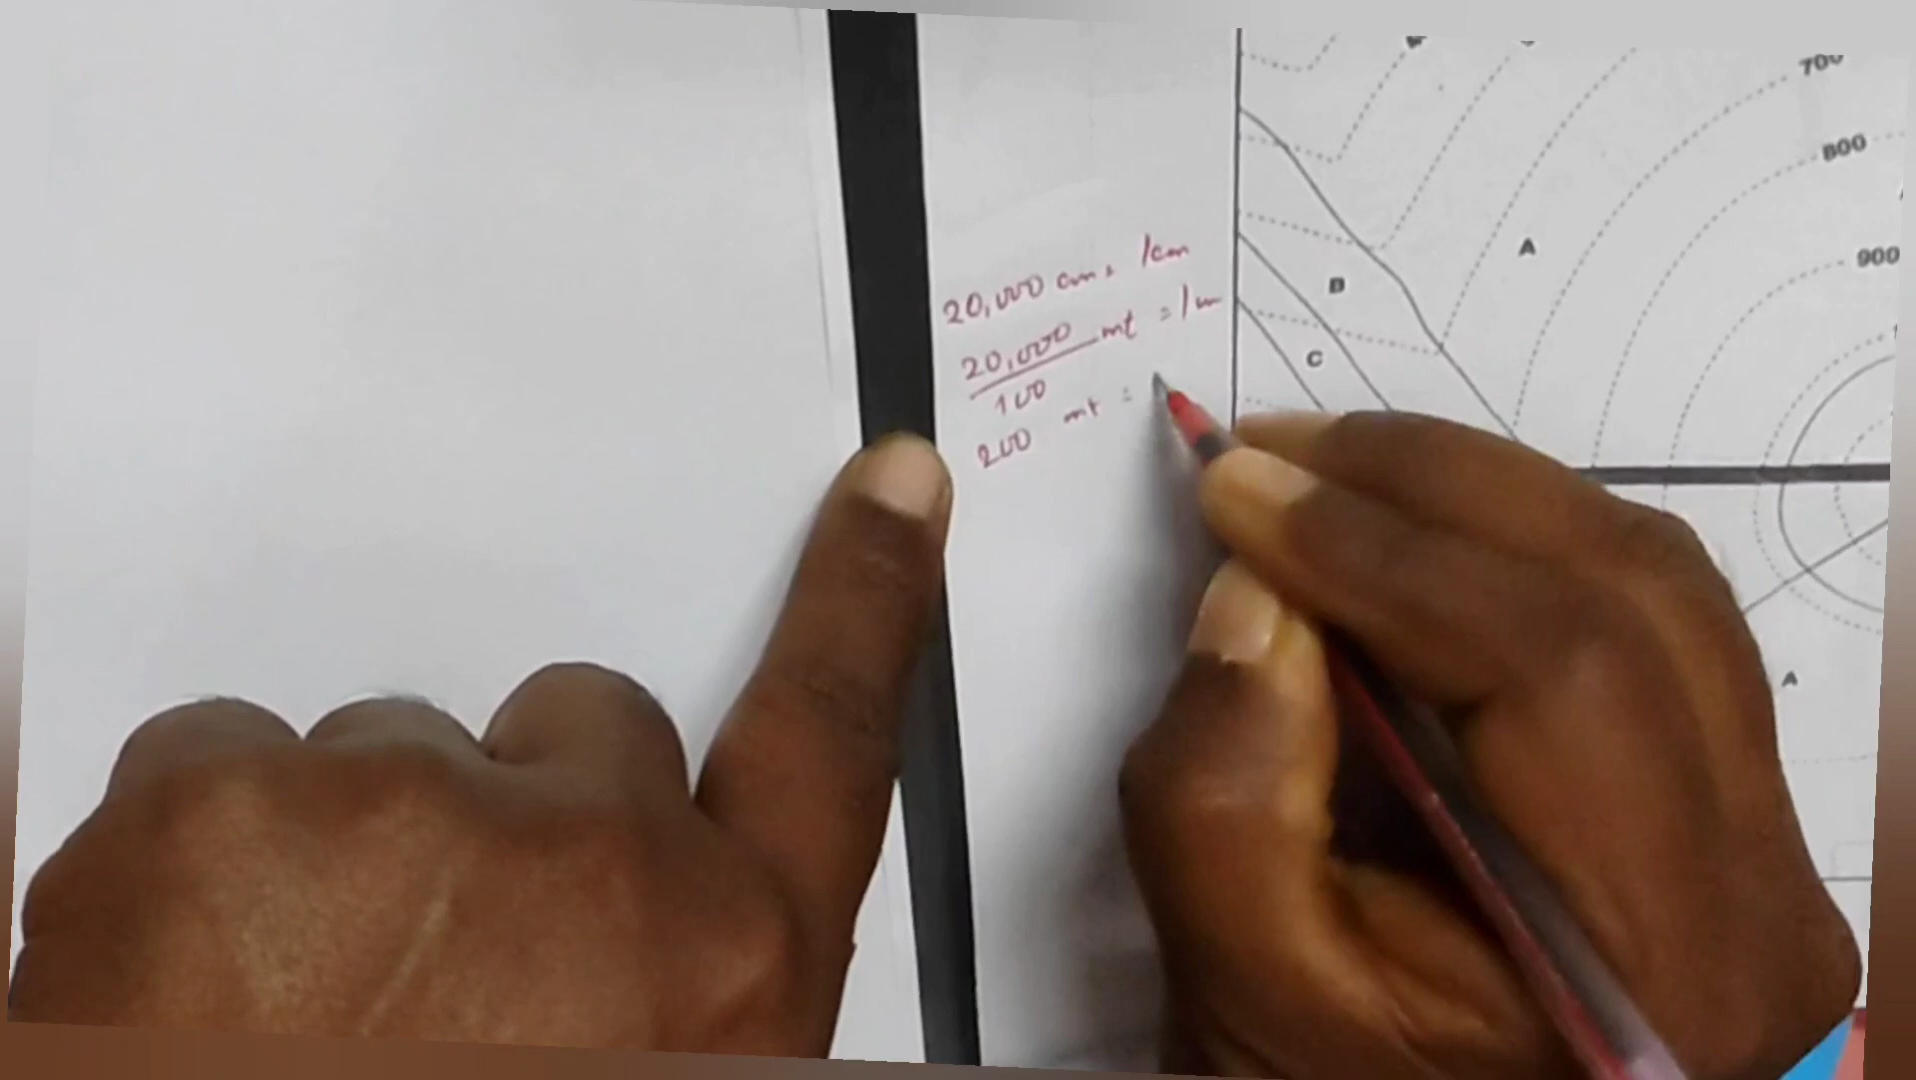 20,000 cm = 1cm
20,000 mt = 1cm
100
200 mt =
700
800
900
A
B
C
A